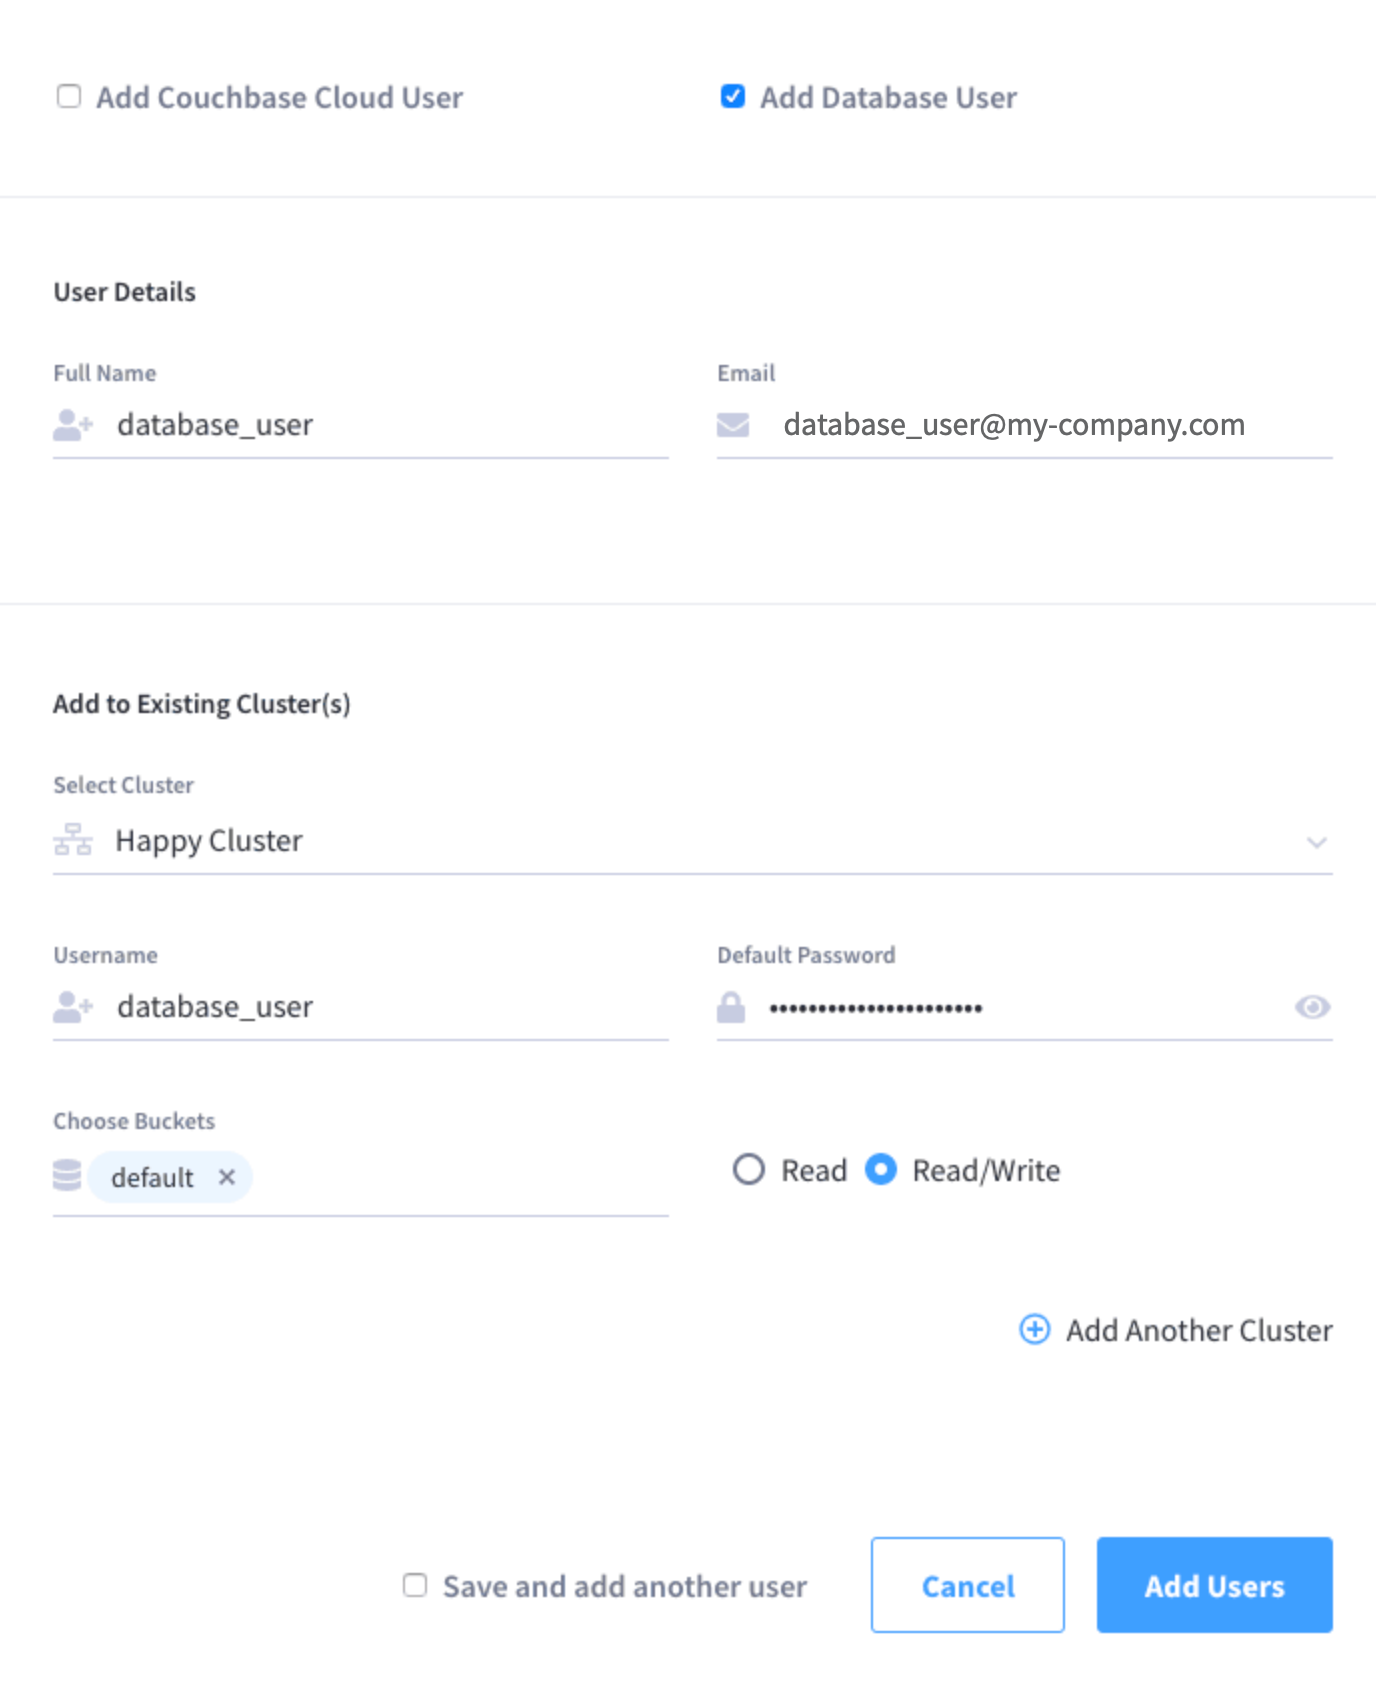 Add Couchbase Cloud User
Add Database User
User Details
Full Name
Email
database_user
database_user@my-company.com
Add to Existing Cluster(s)
Select Cluster
Happy Cluster
Username
Default Password
database_user
••••••••••••••••••••••
Choose Buckets
default ×
Read Read/Write
Add Another Cluster
Save and add another user
Cancel
Add Users